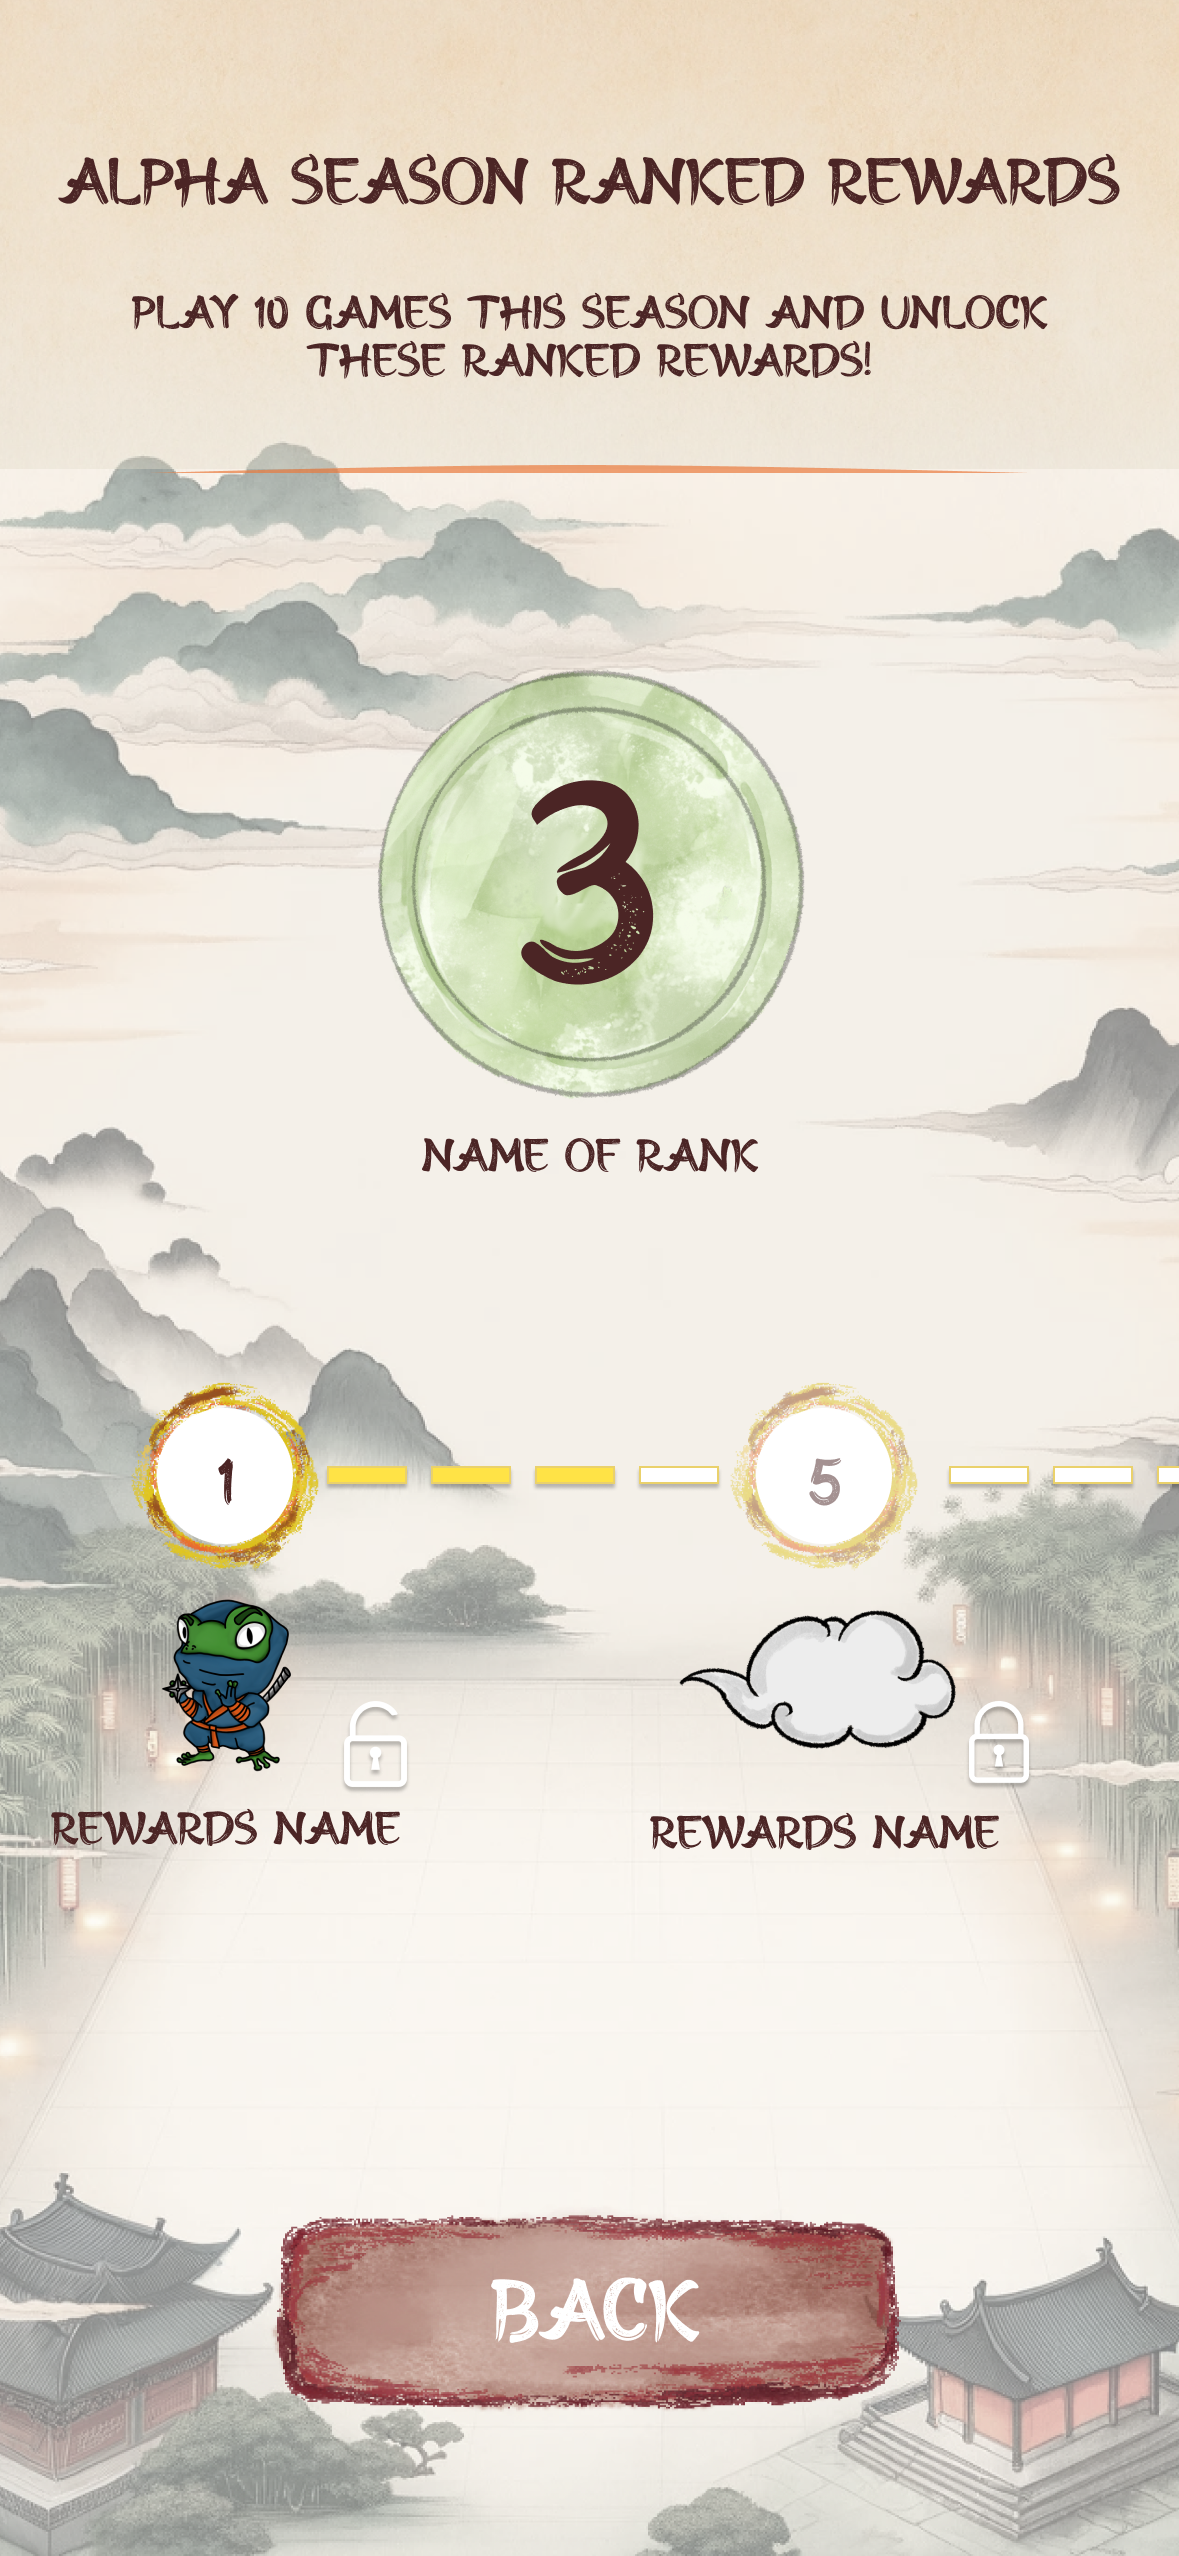 ALPHA SEASON RANKED REWARDS
PLAY 10 GAMES THIS SEASON AND UNLOCK
THESE RANKED REWARDS!
3
NAME OF RANK
1
5
REWARDS NAME
REWARDS NAME
BACK